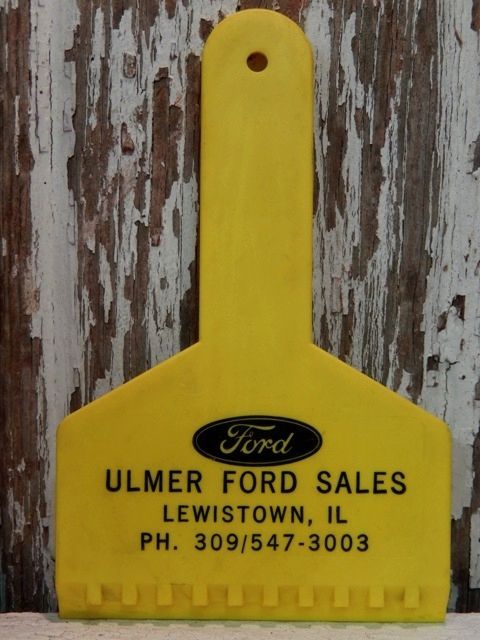 Ford
ULMER FORD SALES
LEWISTOWN, IL
PH. 309/547-3003